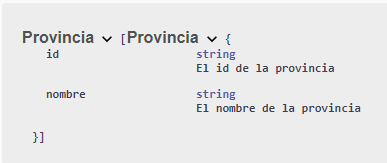 Provincia [Provincia {
id string
El id de la provincia
nombre string
El nombre de la provincia
}]